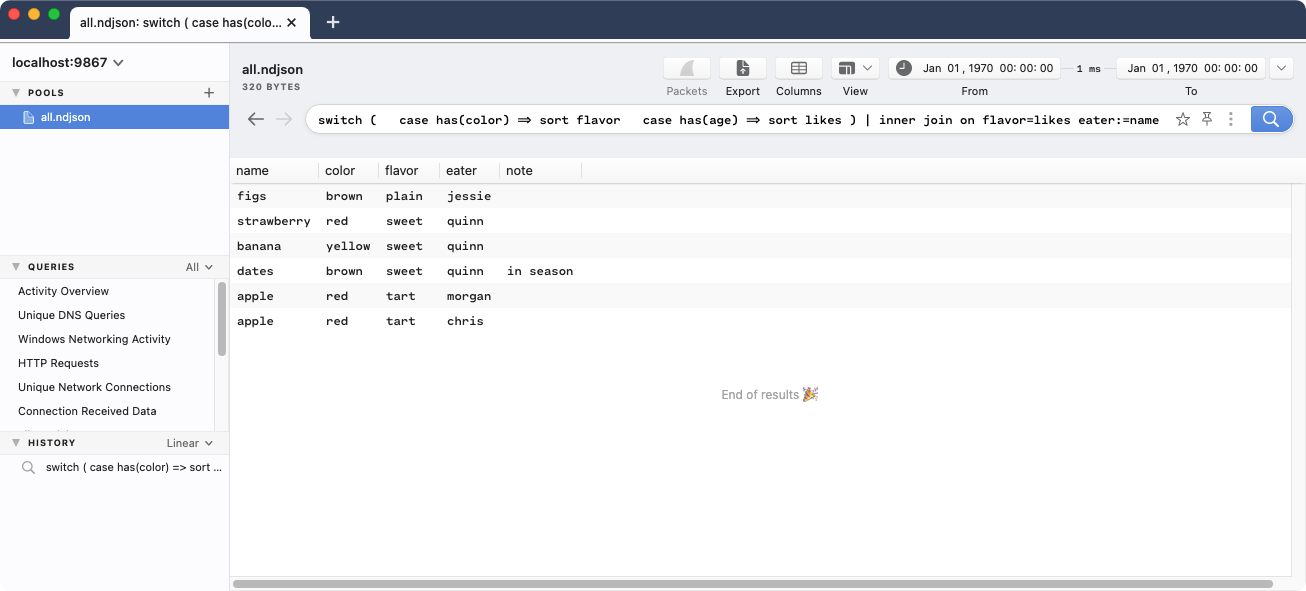 all.ndjson: switch ( case has(colo...
localhost:9867
POOLS
all.ndjson
QUERIES All
Activity Overview
Unique DNS Queries
Windows Networking Activity
HTTP Requests
Unique Network Connections
Connection Received Data
HISTORY Linear
switch ( case has(color) => sort ...
all.ndjson
320 BYTES
Packets Export Columns View
Jan 01 , 1970 00: 00: 00 1 ms Jan 01 , 1970 00: 00: 00
From To
switch ( case has(color) => sort flavor case has(age) => sort likes ) | inner join on flavor=likes eater:=name
name color flavor eater note
figs brown plain jessie
strawberry red sweet quinn
banana yellow sweet quinn
dates brown sweet quinn in season
apple red tart morgan
apple red tart chris
End of results 🎉